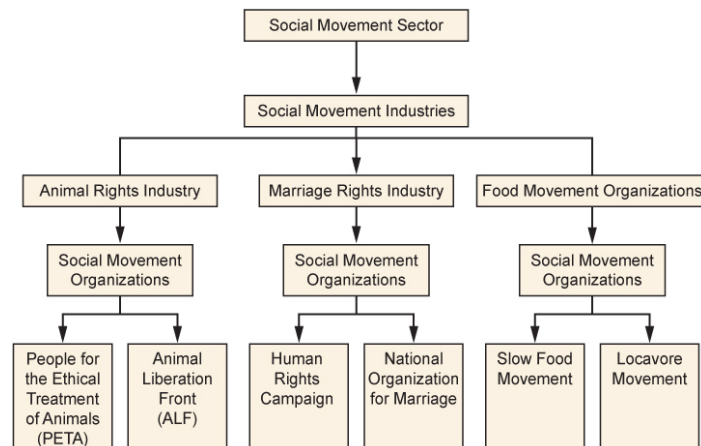 Social Movement Sector
Social Movement Industries
Animal Rights Industry
Marriage Rights Industry
Food Movement Organizations
Social Movement
Organizations
Social Movement
Organizations
Social Movement
Organizations
People for
the Ethical
Treatment
of Animals
(PETA)
Animal
Liberation
Front
(ALF)
Human
Rights
Campaign
National
Organization
for Marriage
Slow Food
Movement
Locavore
Movement